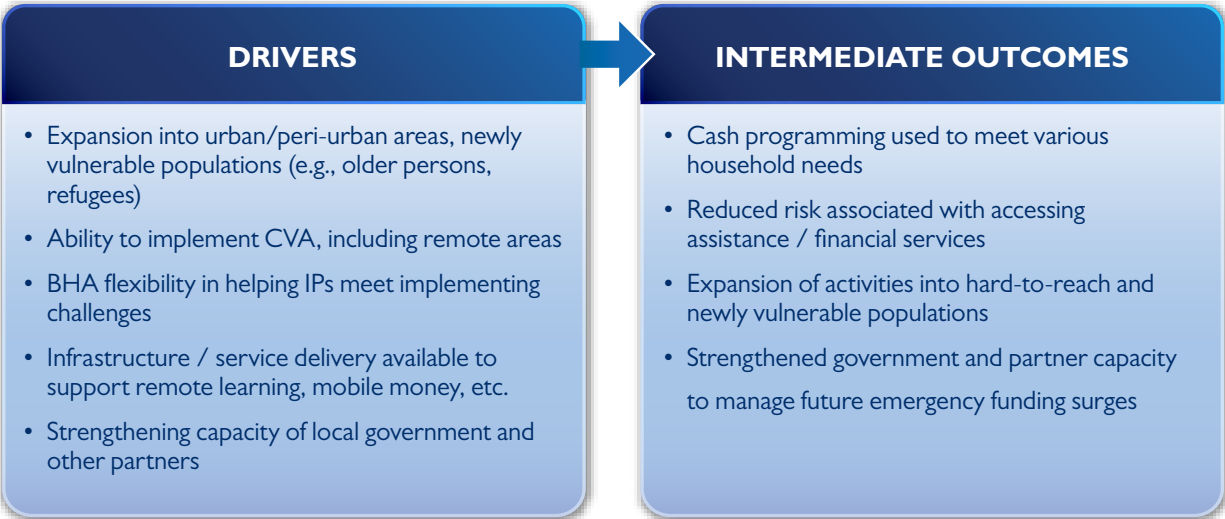 DRIVERS
• Expansion into urban/peri-urban areas, newly
vulnerable populations (e.g., older persons,
refugees)
• Ability to implement CVA, including remote areas
• BHA flexibility in helping IPs meet implementing
challenges
• Infrastructure / service delivery available to
support remote learning, mobile money, etc.
• Strengthening capacity of local government and
other partners
INTERMEDIATE OUTCOMES
• Cash programming used to meet various
household needs
• Reduced risk associated with accessing
assistance / financial services
• Expansion of activities into hard-to-reach and
newly vulnerable populations
• Strengthened government and partner capacity
to manage future emergency funding surges